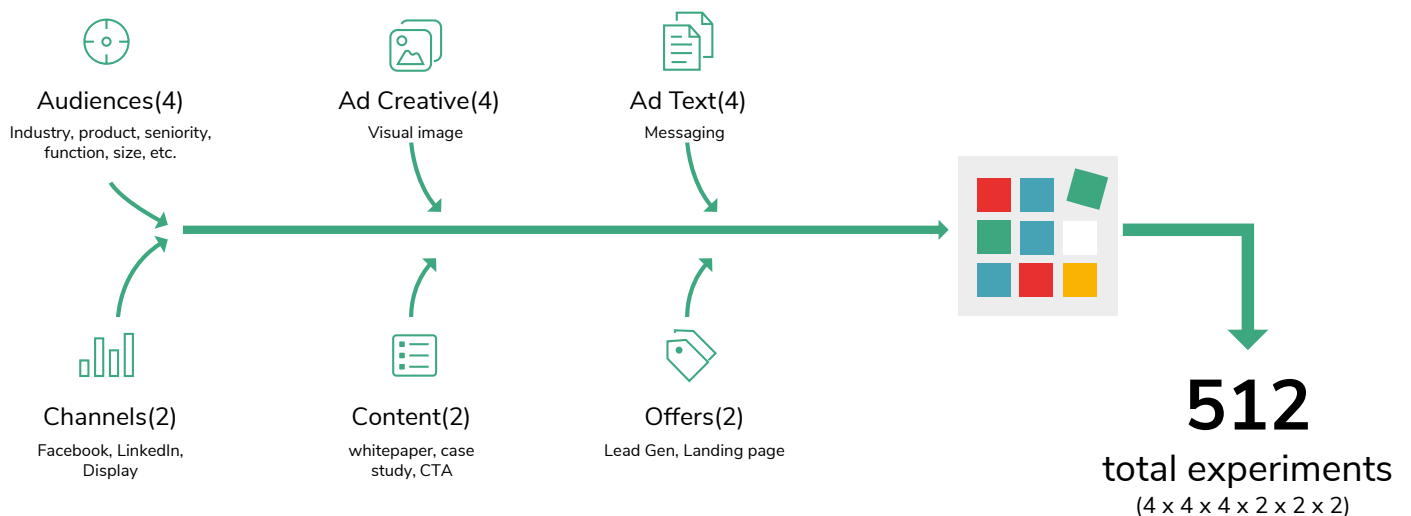 Audiences(4)
Industry, product, seniority,
function, size, etc.
Ad Creative(4)
Visual image
Ad Text(4)
Messaging
Channels(2)
Facebook, LinkedIn,
Display
Content(2)
whitepaper, case
study, CTA
Offers(2)
Lead Gen, Landing page
512
total experiments
(4 x 4 x 4 x 2 x 2 x 2)